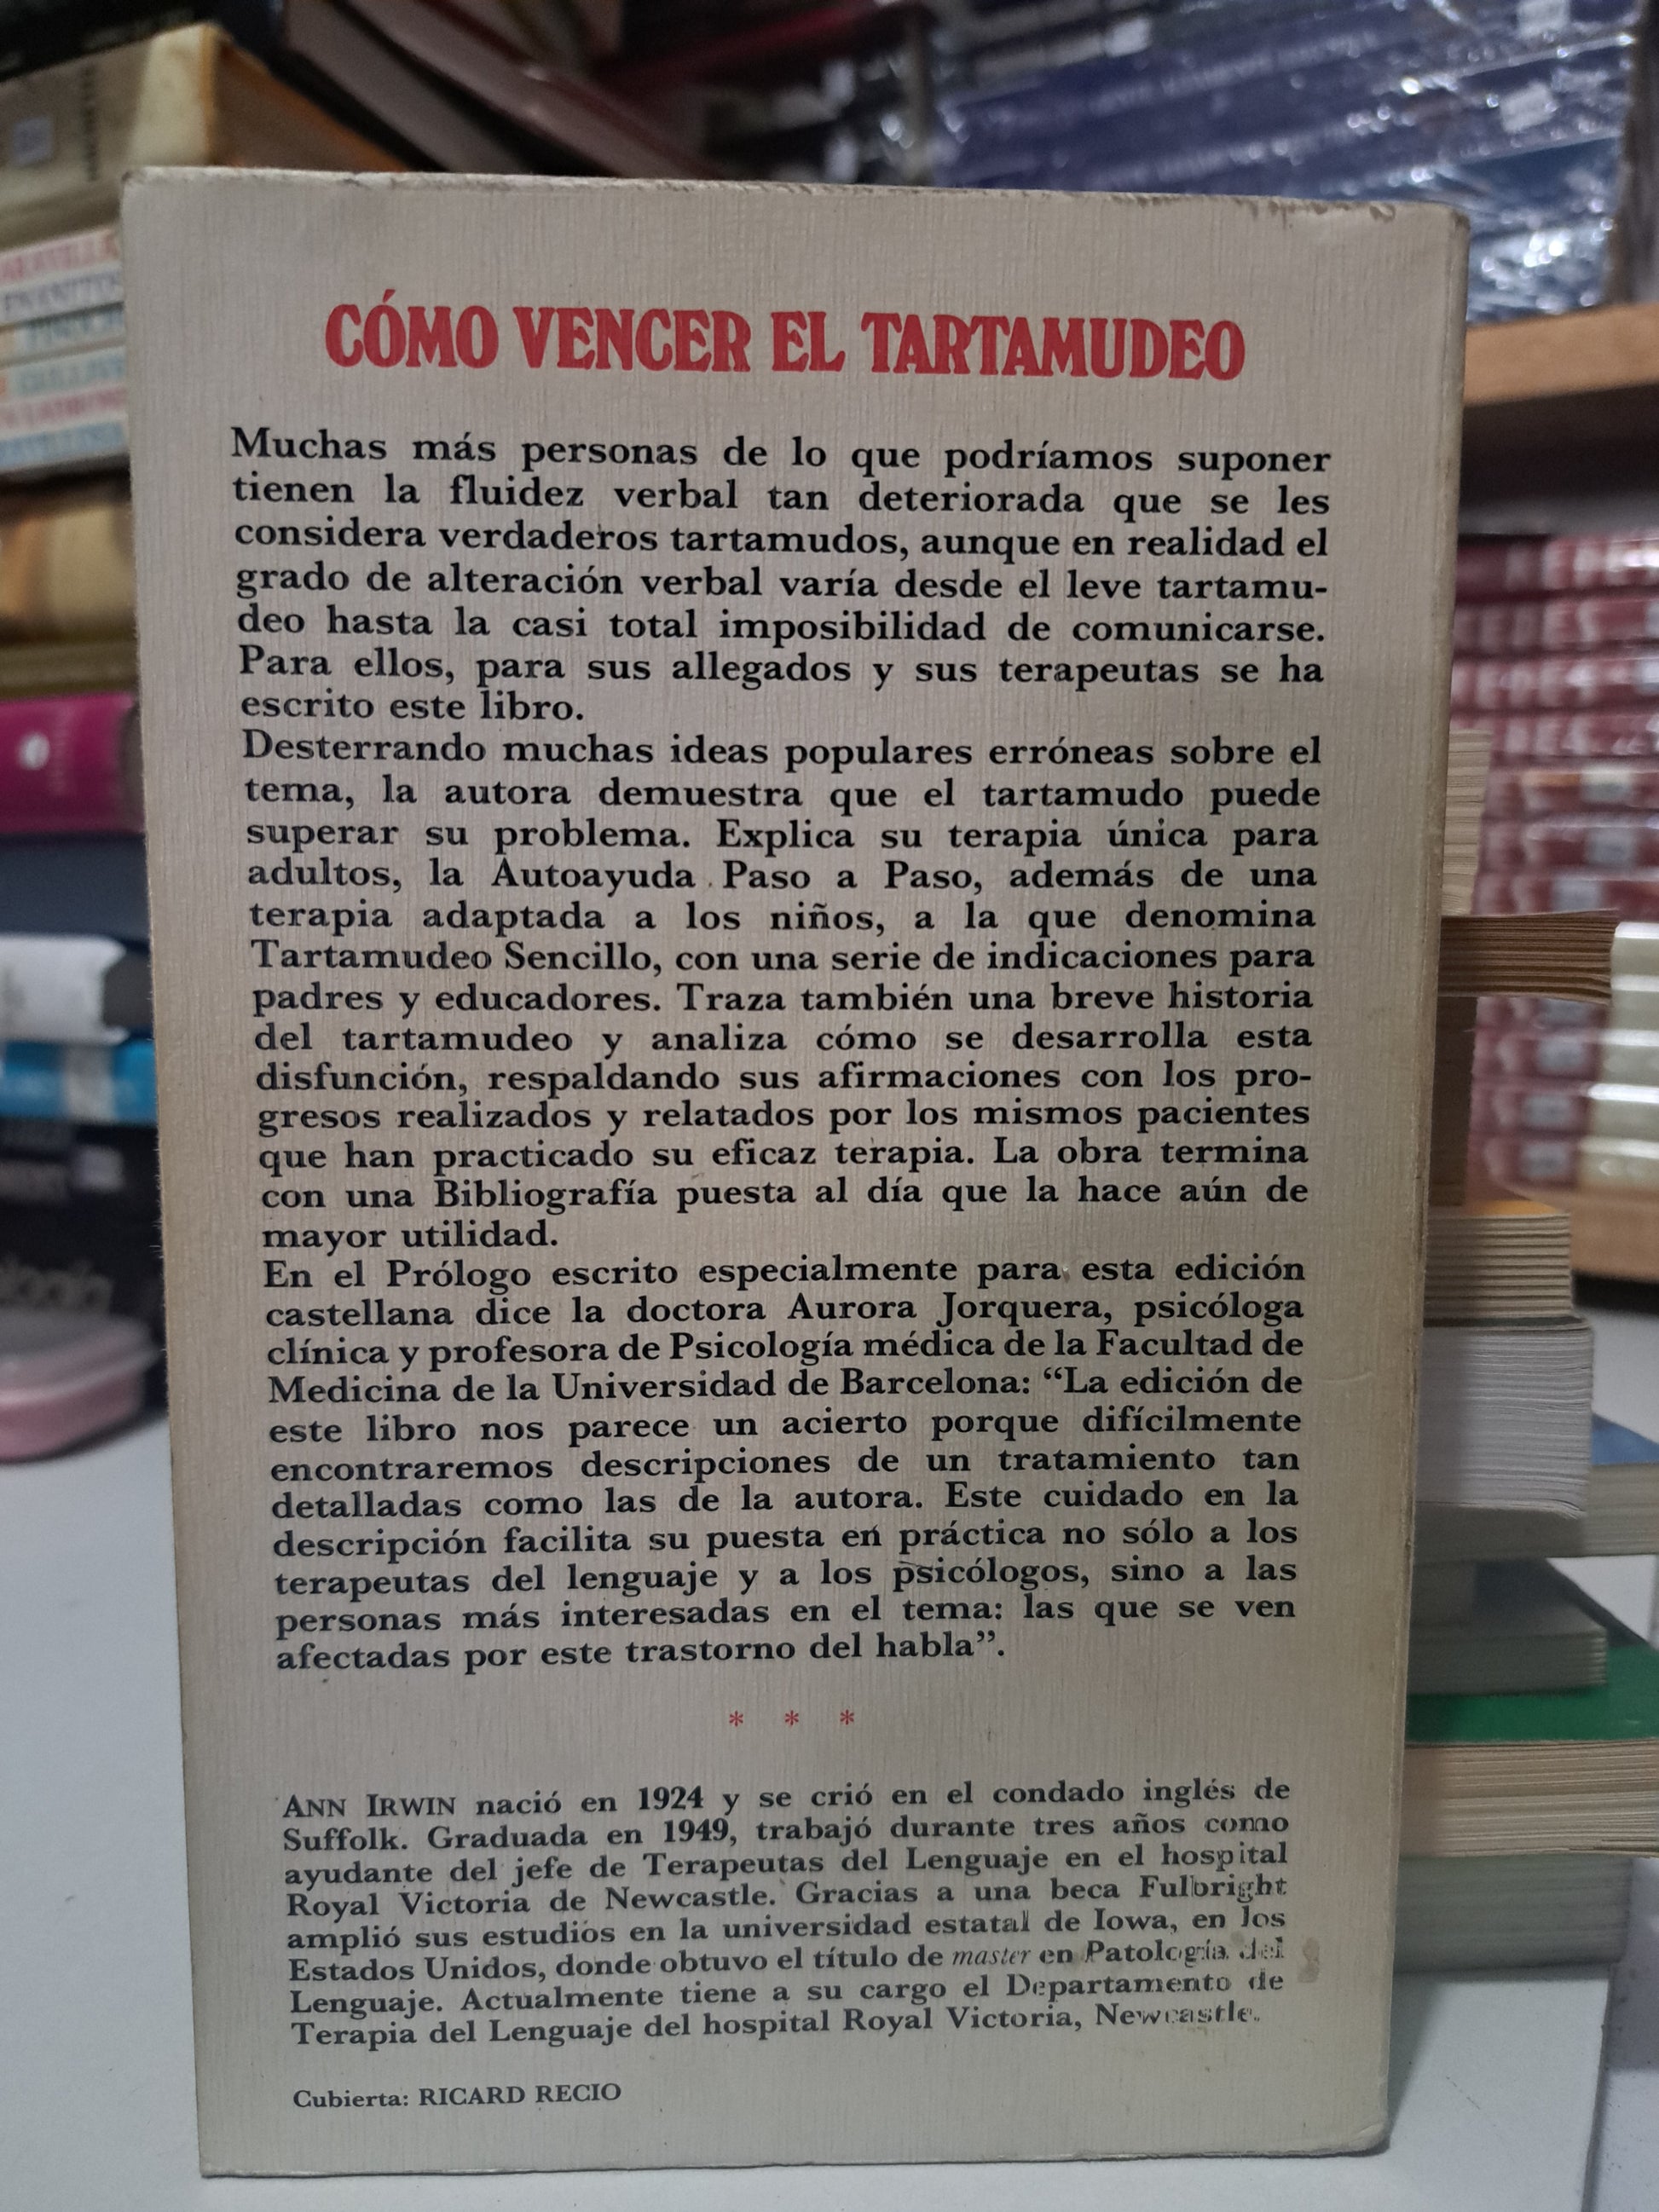 CÓMO VENCER EL TARTAMUDEO
Muchas más personas de lo que podríamos suponer
tienen la fluidez verbal tan deteriorada que se les
considera verdaderos tartamudos, aunque en realidad el
grado de alteración verbal varía desde el leve tartamu-
deo hasta la casi total imposibilidad de comunicarse.
Para ellos, para sus allegados y sus terapeutas se ha
escrito este libro.
Desterrando muchas ideas populares erróneas sobre el
tema, la autora demuestra que el tartamudo puede
superar su problema. Explica su terapia única para
adultos, la Autoayuda Paso a Paso, además de una
terapia adaptada a los niños, a la que denomina
Tartamudeo Sencillo, con una serie de indicaciones para
padres y educadores. Traza también una breve historia
del tartamudeo y analiza cómo se desarrolla esta
disfunción, respaldando sus afirmaciones con los pro-
gresos realizados y relatados por los mismos pacientes
que han practicado su eficaz terapia. La obra termina
con una Bibliografía puesta al día que la hace aún de
mayor utilidad.
En el Prólogo escrito especialmente para esta edición
castellana dice la doctora Aurora Jorquera, psicóloga
clínica y profesora de Psicología médica de la Facultad de
Medicina de la Universidad de Barcelona: “La edición de
este libro nos parece un acierto porque difícilmente
encontraremos descripciones de un tratamiento tan
detalladas como las de la autora. Este cuidado en la
descripción facilita su puesta en práctica no sólo a los
terapeutas del lenguaje y a los psicólogos, sino a las
personas más interesadas en el tema: las que se ven
afectadas por este trastorno del habla”.
* * *
ANN IRWIN nació en 1924 y se crió en el condado inglés de
Suffolk. Graduada en 1949, trabajó durante tres años como
ayudante del jefe de Terapeutas del Lenguaje en el hospital
Royal Victoria de Newcastle. Gracias a una beca Fulbright
amplió sus estudios en la universidad estatal de Iowa, en los
Estados Unidos, donde obtuvo el título de master en Patología del
Lenguaje. Actualmente tiene a su cargo el Departamento de
Terapia del Lenguaje del hospital Royal Victoria, Newcastle.
Cubierta: RICARD RECIO